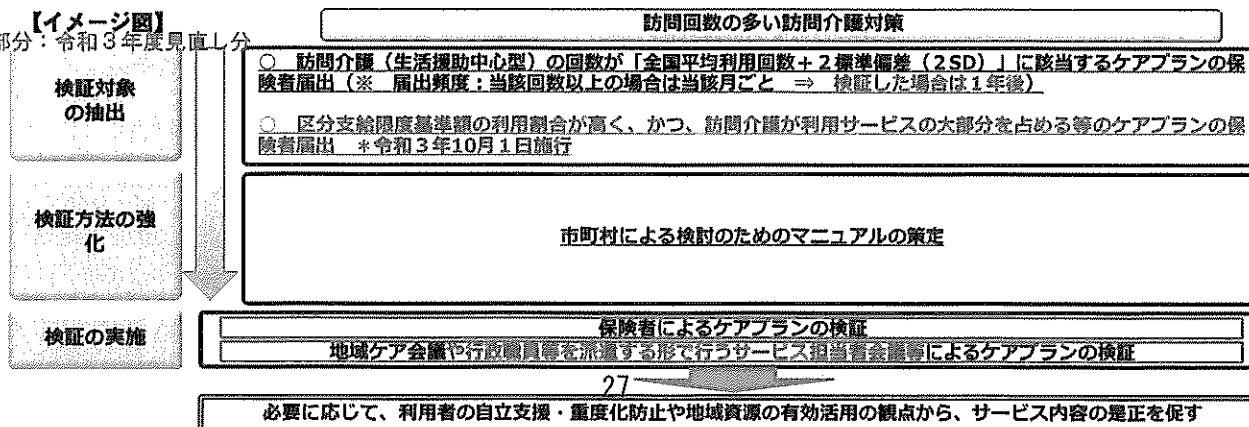 【イメージ図】
部分：令和３年度見直し分
訪問回数の多い訪問介護対策
検証対象
の抽出
○　訪問介護（生活援助中心型）の回数が「全国平均利用回数＋２標準偏差（２SD）」に該当するケアプランの保
険者届出（※　届出頻度：当該回数以上の場合は当該月ごと　⇒　検証した場合は１年後）
○　区分支給限度基準額の利用割合が高く、かつ、訪問介護が利用サービスの大部分を占める等のケアプランの保
険者届出　＊令和３年10月１日施行
検証方法の強
化
市町村による検討のためのマニュアルの策定
検証の実施
保険者によるケアプランの検証
地域ケア会議や行政職員等を派遣する形で行うサービス担当者会議等によるケアプランの検証
27
必要に応じて、利用者の自立支援・重度化防止や地域資源の有効活用の観点から、サービス内容の是正を促す